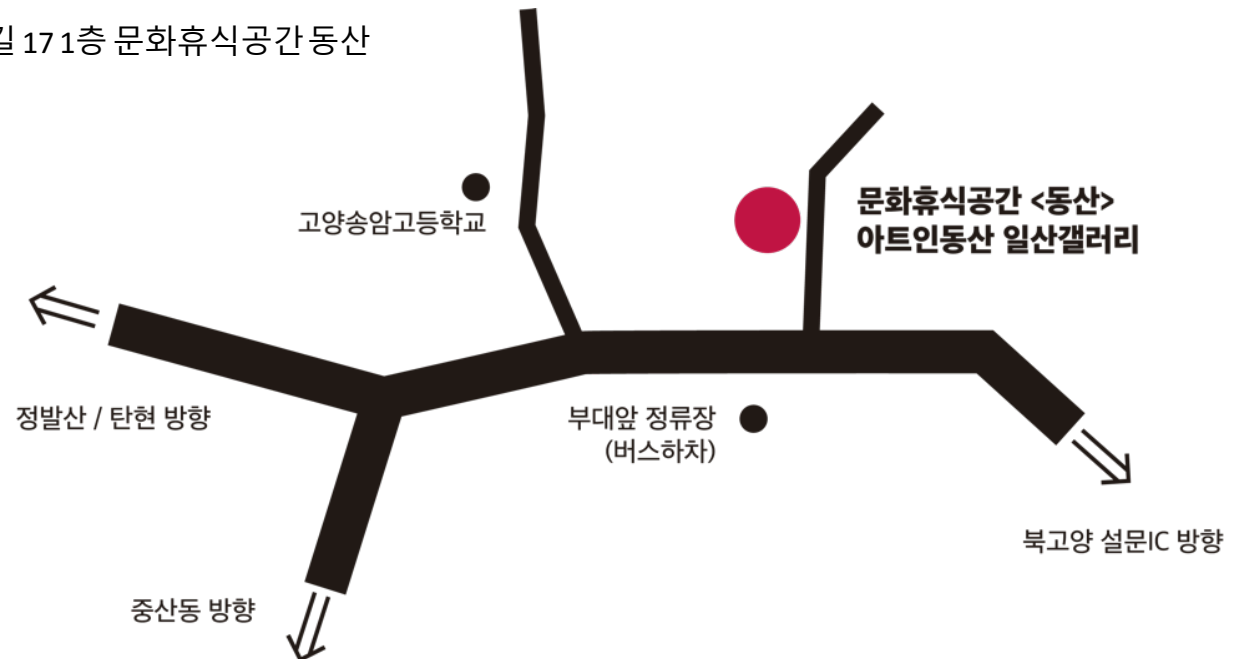 길 17 1층 문화휴식공간 동산
고양송암고등학교
문화휴식공간 <동산>
아트인동산 일산갤러리
정발산 / 탄현 방향
부대앞 정류장
(버스하차)
북고양 설문IC 방향
중산동 방향